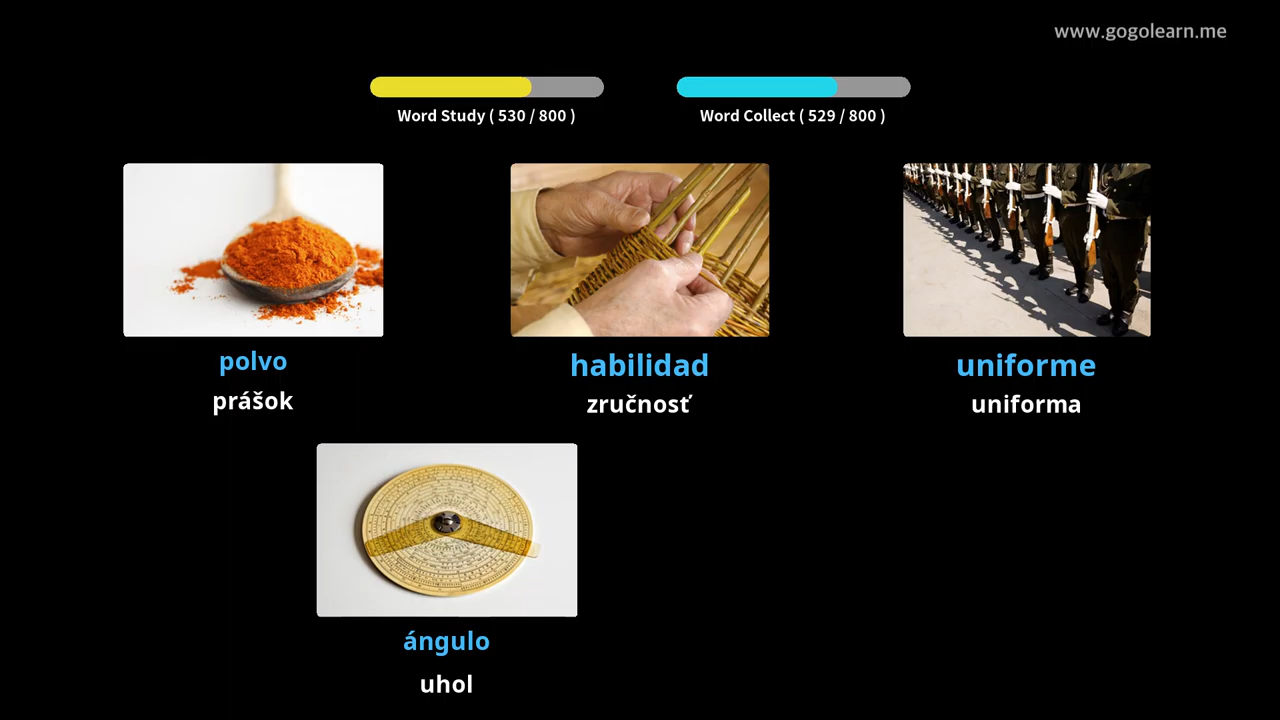 www.gogolearn.me
Word Study ( 530 / 800 )
Word Collect ( 529 / 800 )
polvo
prášok
habilidad
zručnosť
uniforme
uniforma
ángulo
uhol